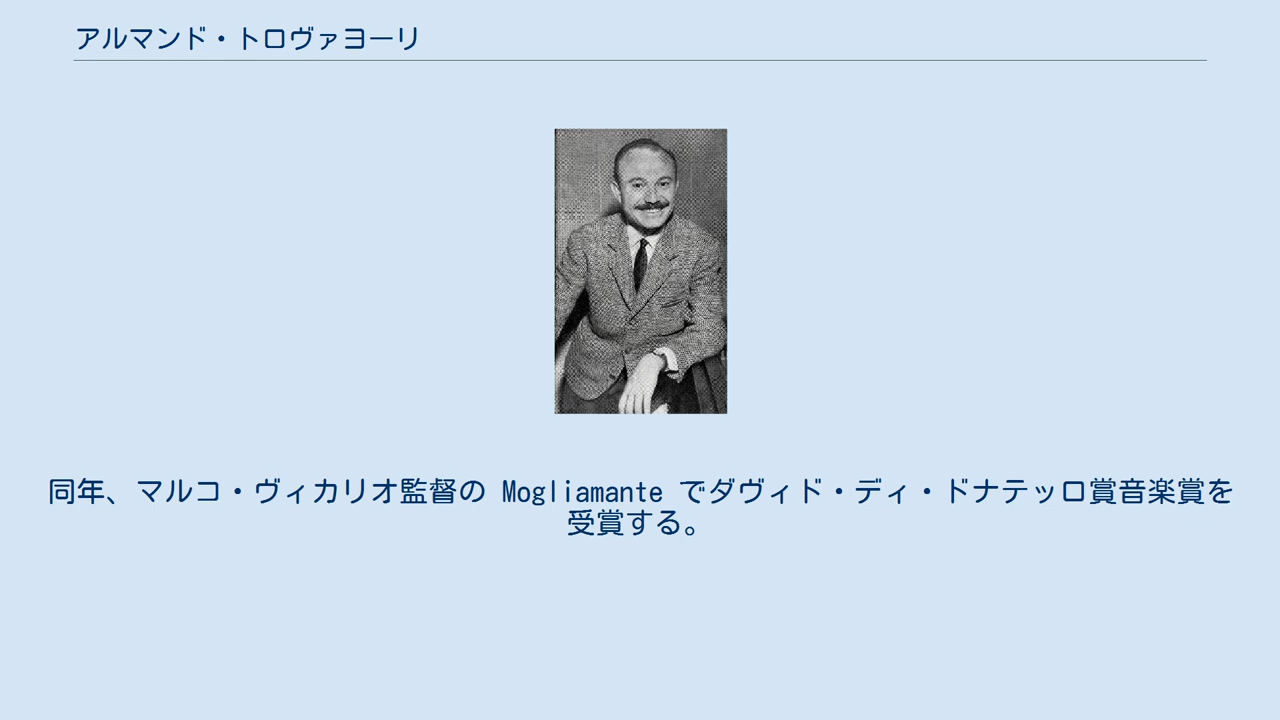 アルマンド・トロヴァヨーリ
同年、マルコ・ヴィカリオ監督の Mogliamante でダヴィド・ディ・ドナテッロ賞音楽賞を
受賞する。